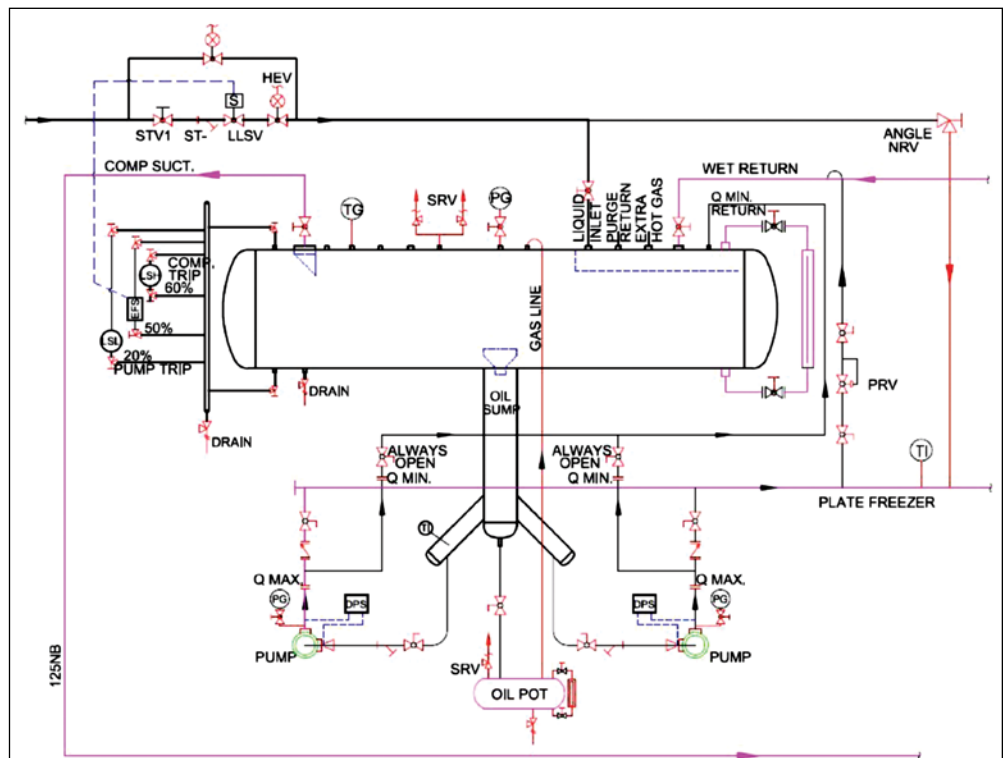 HEV
S
STV1
ST-
LLSV
ANGLE
NRV
COMP SUCT.
WET RETURN
SRV
PG
TG
LIQUID
INLET
PURGE
RETURN
EXTRA
HOT GAS
Q MIN.
RETURN
COMP.
TRIP
LSH
60%
EFS
50%
LSL
20%
PUMP TRIP
GAS LINE
PRV
DRAIN
DRAIN
OIL
SUMP
ALWAYS
OPEN
Q MIN.
ALWAYS
OPEN
Q MIN.
TI
PLATE FREEZER
TI
Q MAX.
PG
DPS
PUMP
Q MAX.
PG
DPS
PUMP
SRV
OIL POT
125NB